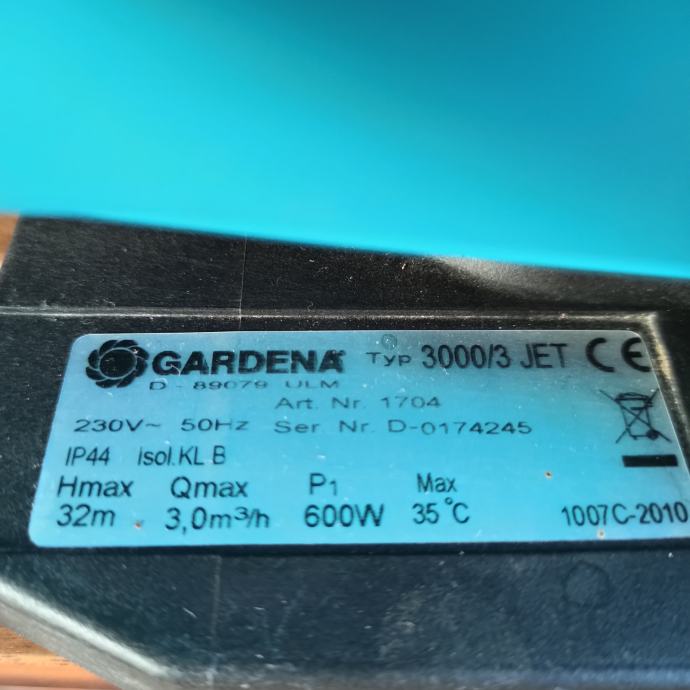 GARDENA Typ 3000/3 JET CE
D - 89079 ULM
Art. Nr. 1704
230V~ 50Hz Ser. Nr. D-0174245
IP44 Isol.KL.B
Hmax Qmax P1 Max
32m 3,0m³/h 600W 35°C 1007C-2010